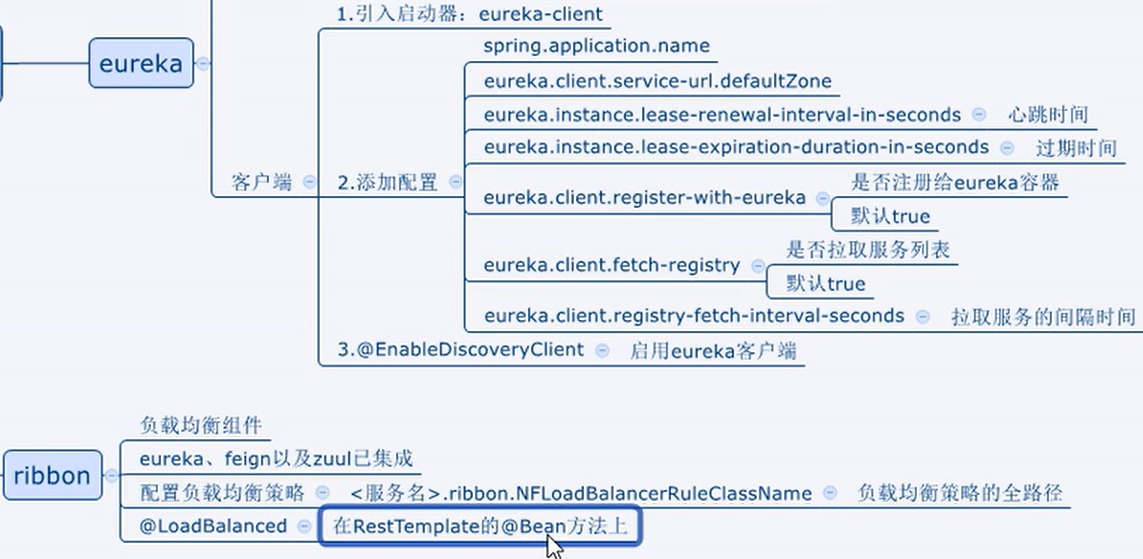 eureka
客户端
1.引入启动器：eureka-client
2.添加配置
spring.application.name
eureka.client.service-url.defaultZone
eureka.instance.lease-renewal-interval-in-seconds 心跳时间
eureka.instance.lease-expiration-duration-in-seconds 过期时间
eureka.client.register-with-eureka
是否注册给eureka容器
默认true
eureka.client.fetch-registry
是否拉取服务列表
默认true
eureka.client.registry-fetch-interval-seconds 拉取服务的间隔时间
3.@EnableDiscoveryClient 启用eureka客户端
ribbon
负载均衡组件
eureka、feign以及zuul已集成
配置负载均衡策略 <服务名>.ribbon.NFLoadBalancerRuleClassName 负载均衡策略的全路径
@LoadBalanced 在RestTemplate的@Bean方法上